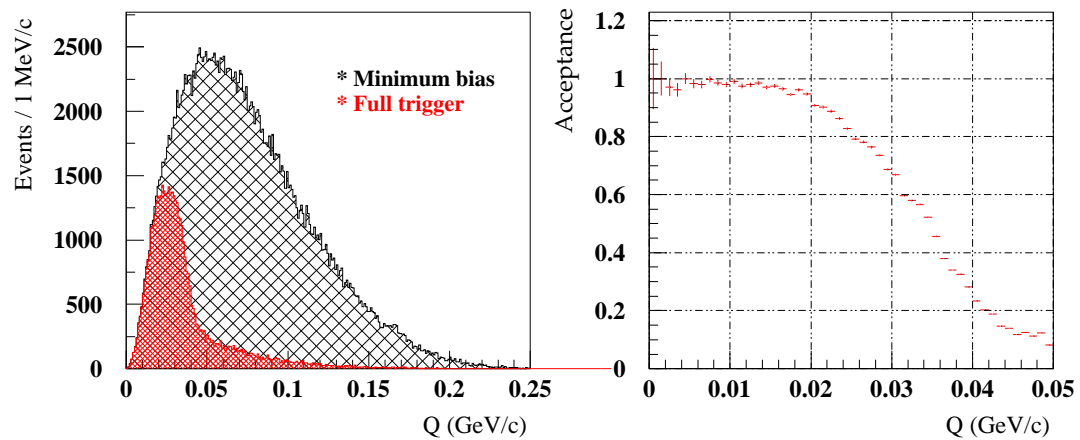 Events / 1 MeV/c
2500
2000
1500
1000
500
0
* Minimum bias
* Full trigger
0 0.05 0.1 0.15 0.2 0.25 0
Q (GeV/c)
Acceptance
1.2
1
0.8
0.6
0.4
0.2
0
0 0.01 0.02 0.03 0.04 0.05
Q (GeV/c)